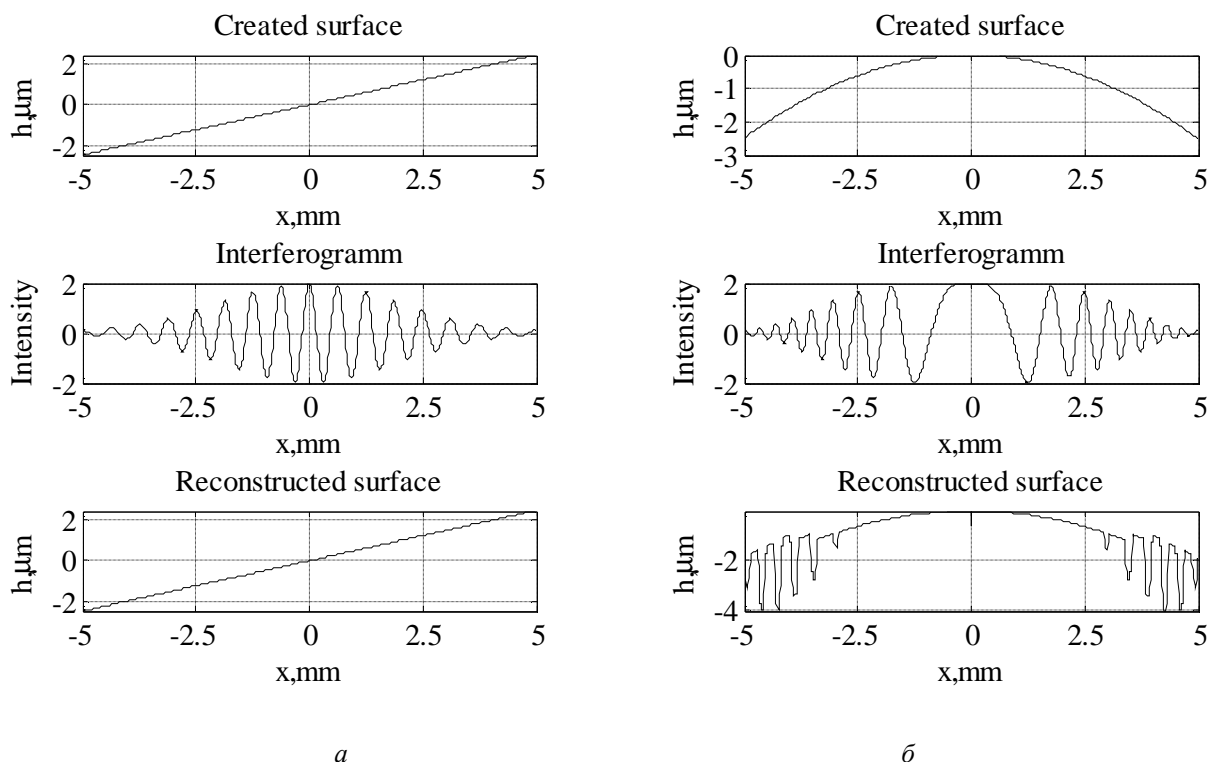 Created surface
h,μm
2
0
-2
-5 -2.5 0 2.5 5
x,mm
Interferogramm
Intensity
2
0
-2
-5 -2.5 0 2.5 5
x,mm
Reconstructed surface
h,μm
2
0
-2
-5 -2.5 0 2.5 5
x,mm
а
Created surface
h,μm
0
-1
-2
-3
-5 -2.5 0 2.5 5
x,mm
Interferogramm
Intensity
2
0
-2
-5 -2.5 0 2.5 5
x,mm
Reconstructed surface
h,μm
-2
-4
-5 -2.5 0 2.5 5
x,mm
б